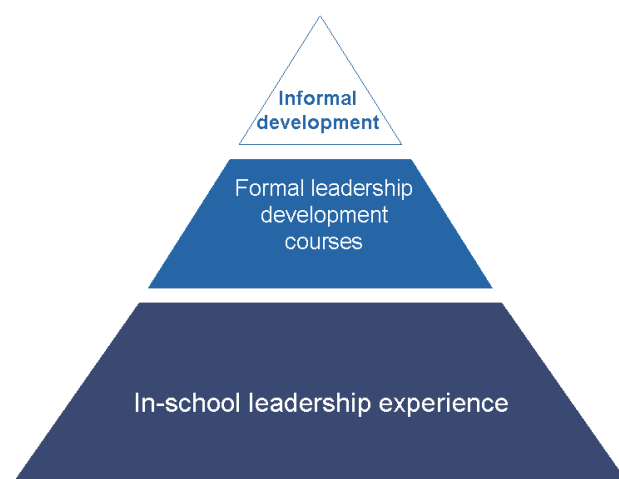 Informal
development
Formal leadership
development
courses
In-school leadership experience